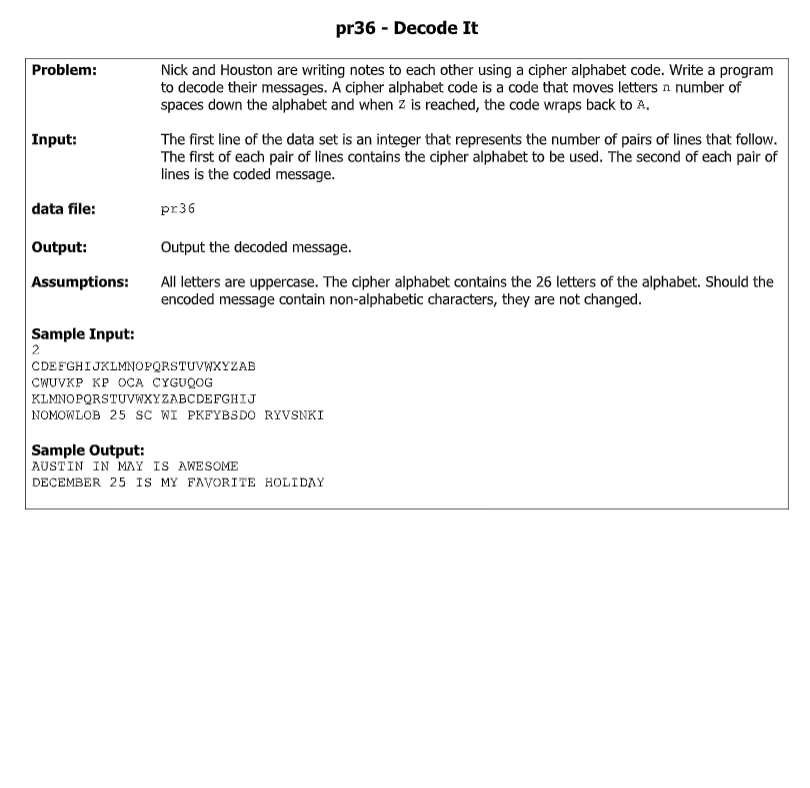 pr36 - Decode It
Problem: Nick and Houston are writing notes to each other using a cipher alphabet code. Write a program
to decode their messages. A cipher alphabet code is a code that moves letters n number of
spaces down the alphabet and when Z is reached, the code wraps back to A.
Input: The first line of the data set is an integer that represents the number of pairs of lines that follow.
The first of each pair of lines contains the cipher alphabet to be used. The second of each pair of
lines is the coded message.
data file: pr36
Output: Output the decoded message.
Assumptions: All letters are uppercase. The cipher alphabet contains the 26 letters of the alphabet. Should the
encoded message contain non-alphabetic characters, they are not changed.
Sample Input:
2
CDEFGHIJKLMNOPQRSTUVWXYZAB
CWUVKP KP OCA CYGUQOG
KLMNOPQRSTUVWXYZABCDEFGHIJ
NOMOWLOB 25 SC WI PKFYBSDO RYVSNKI
Sample Output:
AUSTIN IN MAY IS AWESOME
DECEMBER 25 IS MY FAVORITE HOLIDAY